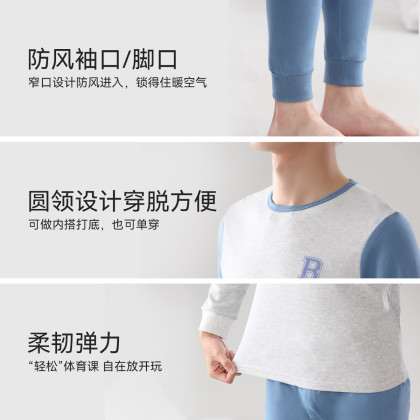 防风袖口/脚口
窄口设计防风进入，锁得住暖空气
圆领设计穿脱方便
可做内搭打底，也可单穿
B
柔韧弹力
“轻松”体育课 自在放开玩